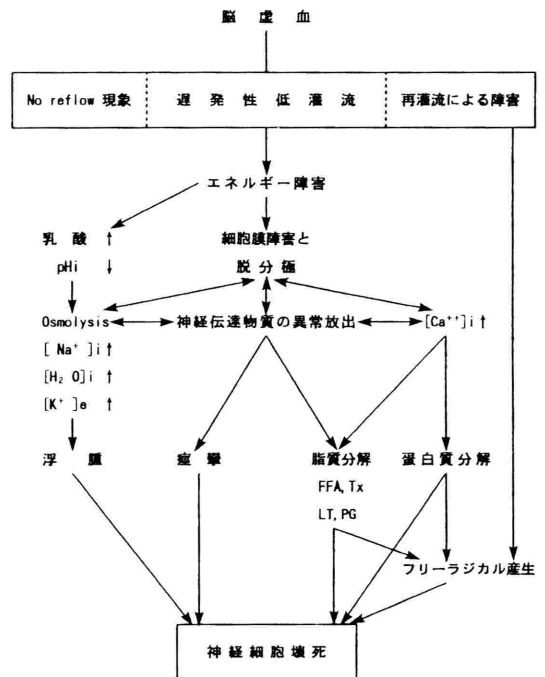 脳虚血
No reflow 現象 遅発性低灌流 再灌流による障害
エネルギー障害
乳酸 ↑
pHi ↓
細胞膜障害と
脱分極
Osmolysis
[ Na⁺ ]i ↑
[H₂ O]i ↑
[K⁺ ]e ↑
神経伝達物質の異常放出
[Ca⁺⁺]i ↑
浮腫
痙攣
脂質分解
FFA, Tx
LT, PG
蛋白質分解
フリーラジカル産生
神経細胞壊死